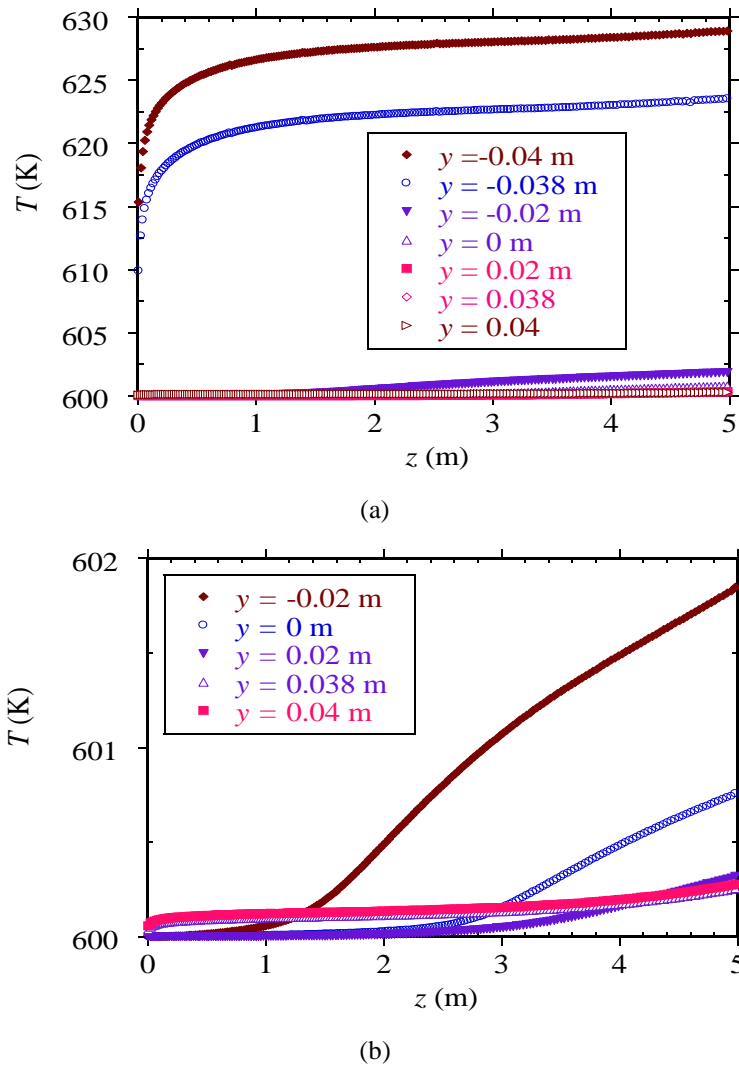 630
625
620
615
610
605
600
T (K)
y =-0.04 m
y = -0.038 m
y = -0.02 m
y = 0 m
y = 0.02 m
y = 0.038
y = 0.04
0 1 2 3 4 5
z (m)
(a)
602
601
600
T (K)
y = -0.02 m
y = 0 m
y = 0.02 m
y = 0.038 m
y = 0.04 m
0 1 2 3 4 5
z (m)
(b)